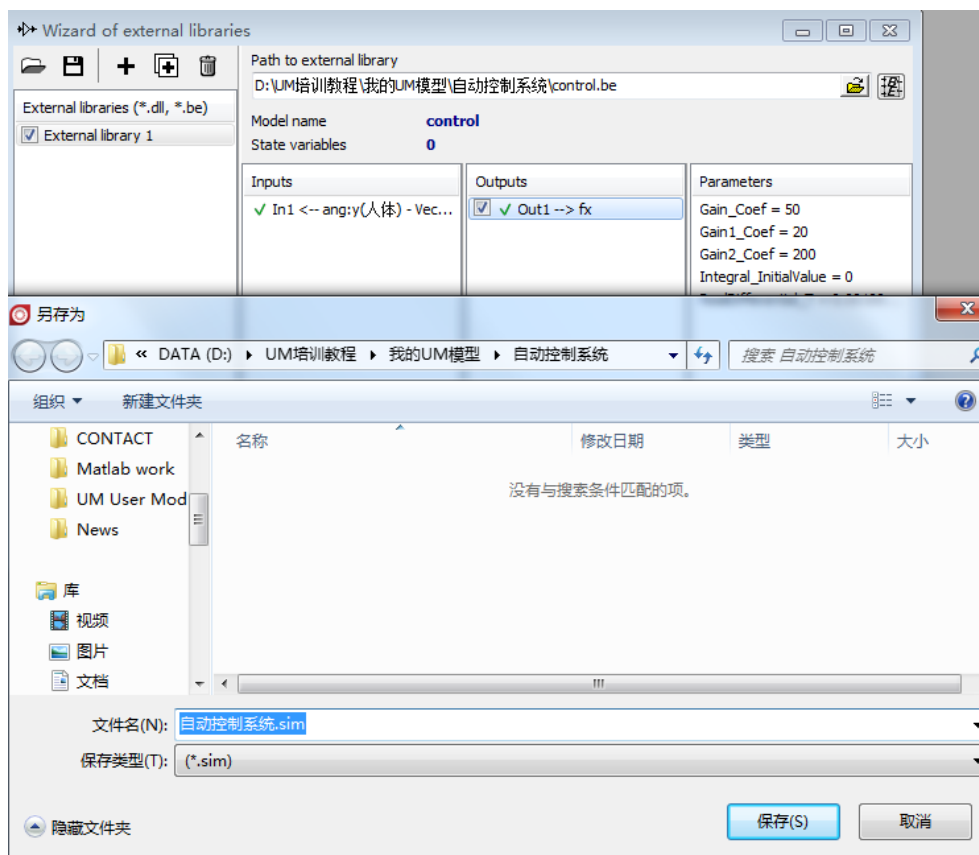 Wizard of external libraries
Path to external library
D:\UM培训教程\我的UM模型\自动控制系统\control.be
External libraries (*.dll, *.be)
External library 1
Model name control
State variables 0
Inputs
In1 <-- ang:y(人体) - Vec...
Outputs
Out1 --> fx
Parameters
Gain_Coef = 50
Gain1_Coef = 20
Gain2_Coef = 200
Integral_InitialValue = 0
另存为
« DATA (D:) UM培训教程 我的UM模型 自动控制系统
搜索 自动控制系统
组织 新建文件夹
CONTACT
Matlab work
UM User Mod
News
库
视频
图片
文档
名称 修改日期 类型 大小
没有与搜索条件匹配的项。
文件名(N): 自动控制系统.sim
保存类型(T): (*.sim)
隐藏文件夹
保存(S) 取消